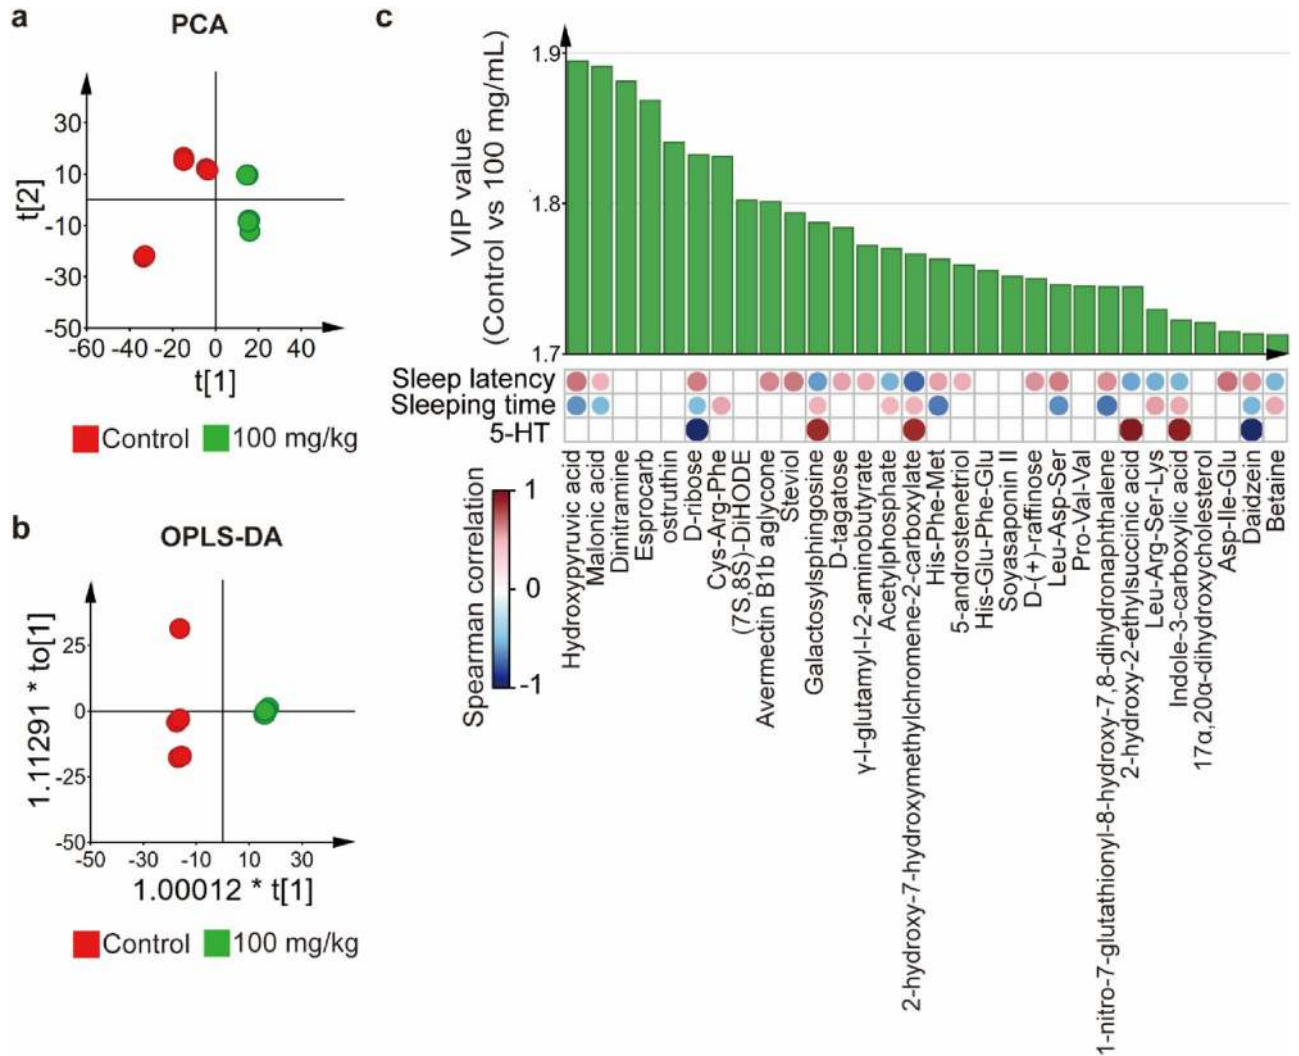 a
PCA
t[2]
30
10
-10
-30
-50
-60 -40 -20 0 20 40
t[1]
Control 100 mg/kg
b
OPLS-DA
1.11291 * to[1]
25
0
-25
-50
-50 -30 -10 10 30
1.00012 * t[1]
Control 100 mg/kg
c
VIP value
(Control vs 100 mg/mL)
1.9
1.8
1.7
Sleep latency
Sleeping time
5-HT
Spearman correlation
1
0
-1
Hydroxypyruvic acid
Malonic acid
Dinitramine
Esprocarb
ostruthin
D-ribose
Cys-Arg-Phe
(7S,8S)-DiHODE
Avermectin B1b aglycone
Steviol
Galactosylsphingosine
D-tagatose
γ-l-glutamyl-l-2-aminobutyrate
Acetylphosphate
2-hydroxy-7-hydroxymethylchromene-2-carboxylate
His-Phe-Met
5-androstenetriol
His-Glu-Phe-Glu
Soyasaponin II
D-(+)-raffinose
Leu-Asp-Ser
Pro-Val-Val
1-nitro-7-glutathionyl-8-hydroxy-7,8-dihydronaphthalene
2-hydroxy-2-ethylsuccinic acid
Leu-Arg-Ser-Lys
Indole-3-carboxylic acid
17α,20α-dihydroxycholesterol
Asp-Ile-Glu
Daidzein
Betaine